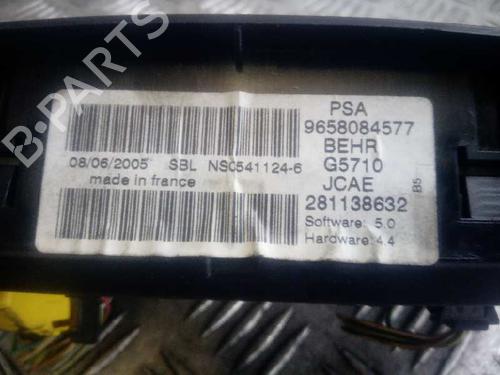 PSA
9658084577
BEHR
G5710
JCAE
281138632
Software: 5.0
Hardware: 4.4
B5
08/06/2005 SBL NS0541124-6
made in france
B-PARTS